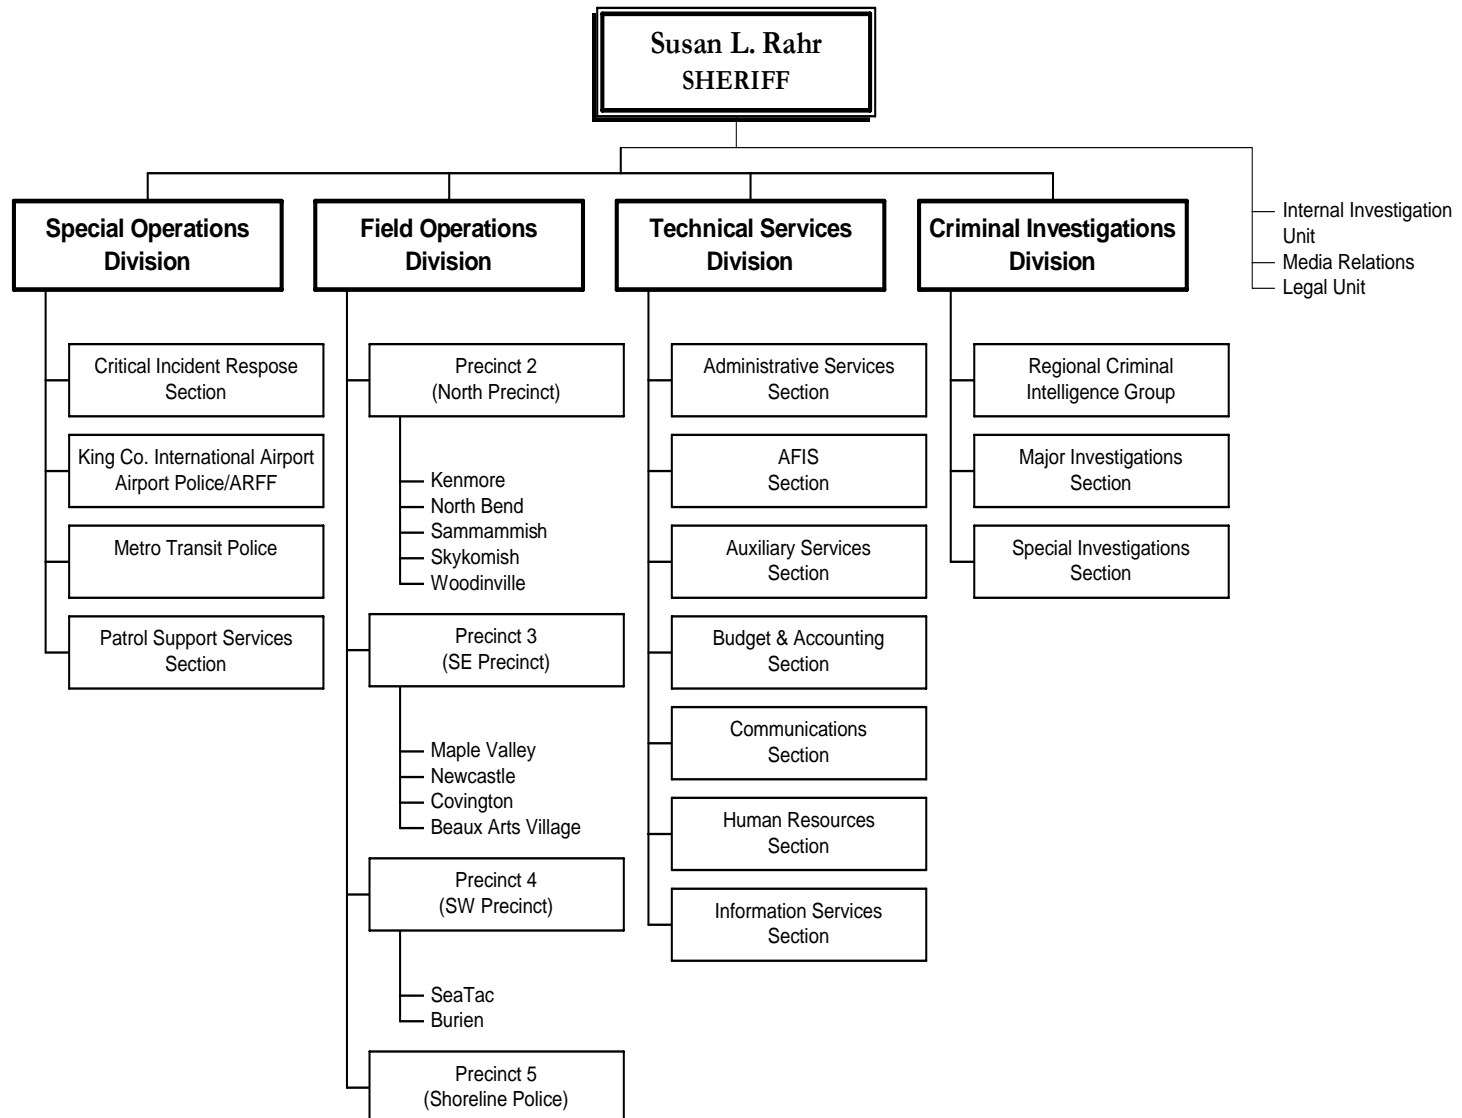 Susan L. Rahr
SHERIFF
Special Operations
Division
Field Operations
Division
Technical Services
Division
Criminal Investigations
Division
Internal Investigation
Unit
Media Relations
Legal Unit
Critical Incident Respose
Section
King Co. International Airport
Airport Police/ARFF
Metro Transit Police
Patrol Support Services
Section
Precinct 2
(North Precinct)
Kenmore
North Bend
Sammammish
Skykomish
Woodinville
Precinct 3
(SE Precinct)
Maple Valley
Newcastle
Covington
Beaux Arts Village
Precinct 4
(SW Precinct)
SeaTac
Burien
Precinct 5
(Shoreline Police)
Administrative Services
Section
AFIS
Section
Auxiliary Services
Section
Budget & Accounting
Section
Communications
Section
Human Resources
Section
Information Services
Section
Regional Criminal
Intelligence Group
Major Investigations
Section
Special Investigations
Section